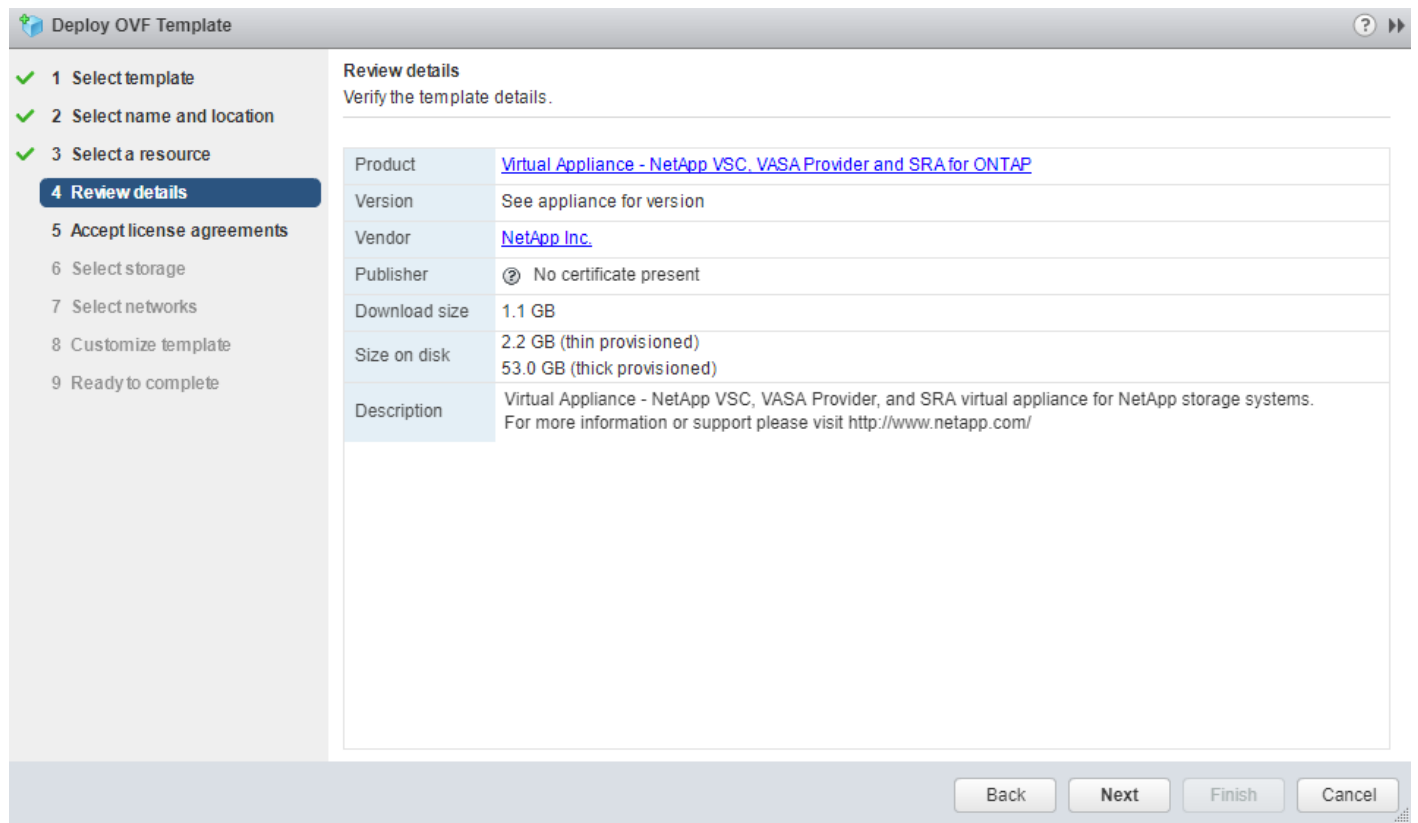 Deploy OVF Template
1 Select template
2 Select name and location
3 Select a resource
4 Review details
5 Accept license agreements
6 Select storage
7 Select networks
8 Customize template
9 Ready to complete
Review details
Verify the template details.
Product Virtual Appliance - NetApp VSC, VASA Provider and SRA for ONTAP
Version See appliance for version
Vendor NetApp Inc.
Publisher ? No certificate present
Download size 1.1 GB
Size on disk 2.2 GB (thin provisioned)
53.0 GB (thick provisioned)
Description Virtual Appliance - NetApp VSC, VASA Provider, and SRA virtual appliance for NetApp storage systems.
For more information or support please visit http://www.netapp.com/
Back Next Finish Cancel